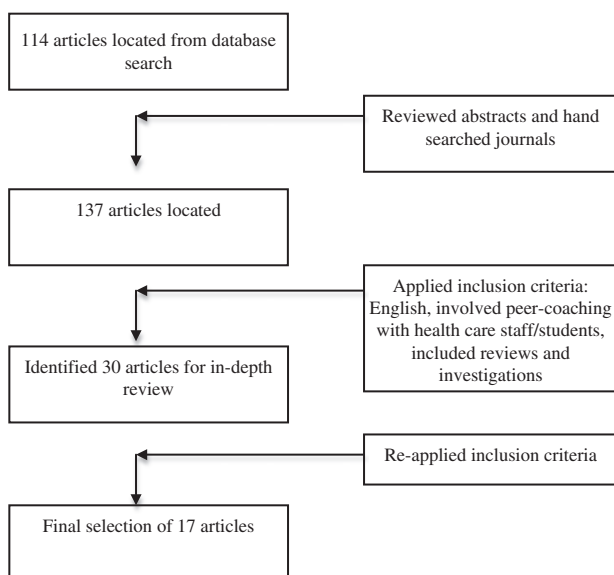 114 articles located from database
search
Reviewed abstracts and hand
searched journals
137 articles located
Applied inclusion criteria:
English, involved peer-coaching
with health care staff/students,
included reviews and
investigations
Identified 30 articles for in-depth
review
Re-applied inclusion criteria
Final selection of 17 articles